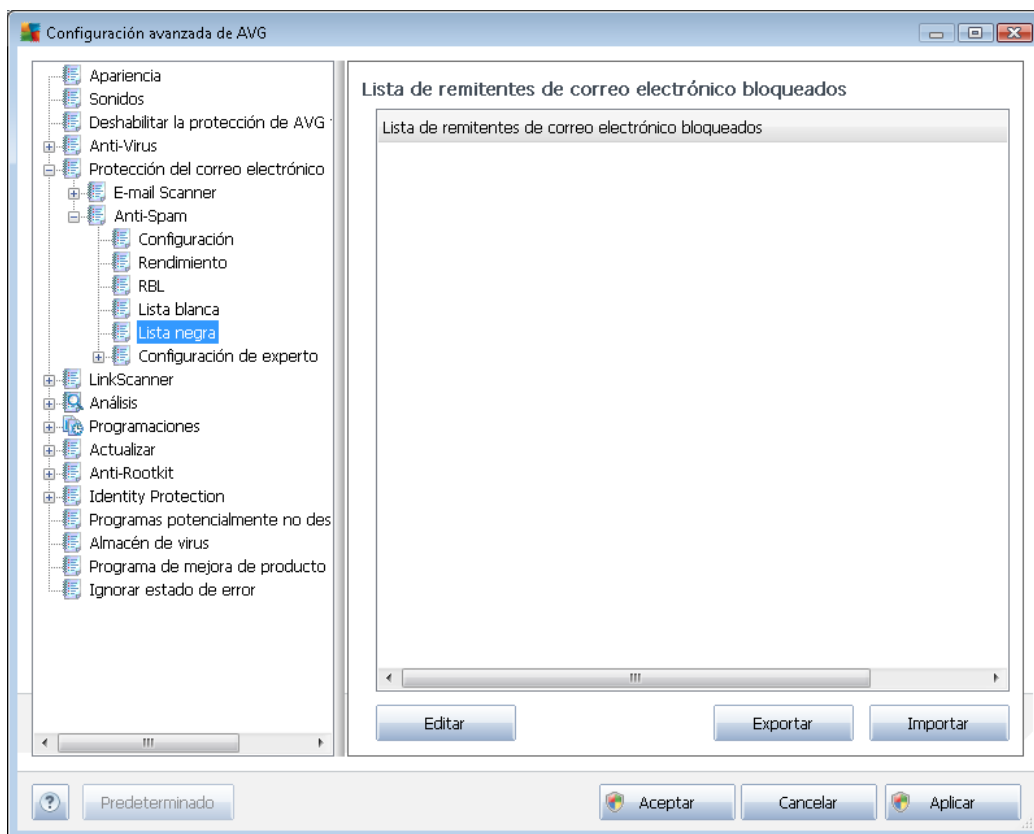 Configuración avanzada de AVG
Apariencia
Sonidos
Deshabilitar la protección de AVG
Anti-Virus
Protección del correo electrónico
E-mail Scanner
Anti-Spam
Configuración
Rendimiento
RBL
Lista blanca
Lista negra
Configuración de experto
LinkScanner
Análisis
Programaciones
Actualizar
Anti-Rootkit
Identity Protection
Programas potencialmente no des
Almacén de virus
Programa de mejora de producto
Ignorar estado de error
Lista de remitentes de correo electrónico bloqueados
Lista de remitentes de correo electrónico bloqueados
Editar
Exportar
Importar
?
Predeterminado
Aceptar
Cancelar
Aplicar